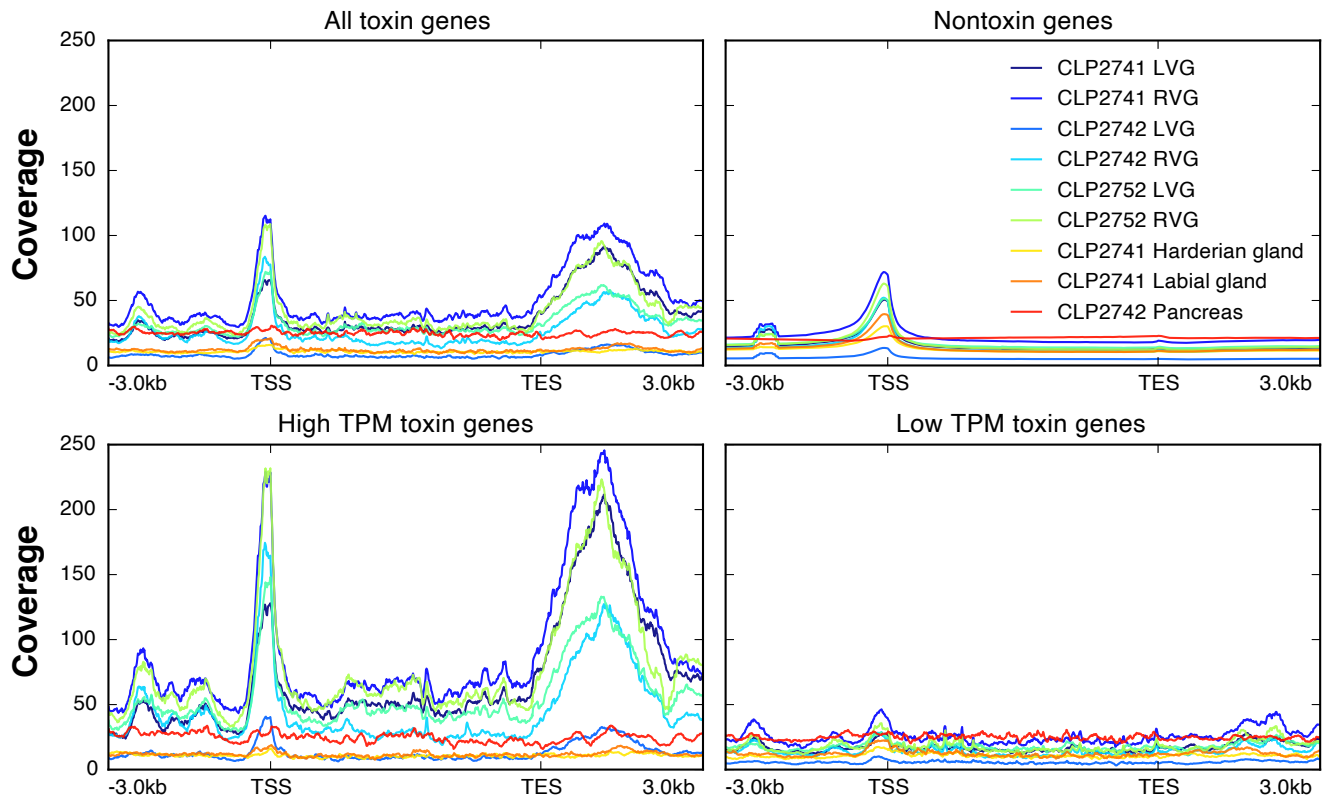 All toxin genes
250
200
150
100
50
0
Coverage
-3.0kb TSS TES 3.0kb
Nontoxin genes
CLP2741 LVG
CLP2741 RVG
CLP2742 LVG
CLP2742 RVG
CLP2752 LVG
CLP2752 RVG
CLP2741 Harderian gland
CLP2741 Labial gland
CLP2742 Pancreas
-3.0kb TSS TES 3.0kb
High TPM toxin genes
250
200
150
100
50
0
Coverage
-3.0kb TSS TES 3.0kb
Low TPM toxin genes
-3.0kb TSS TES 3.0kb